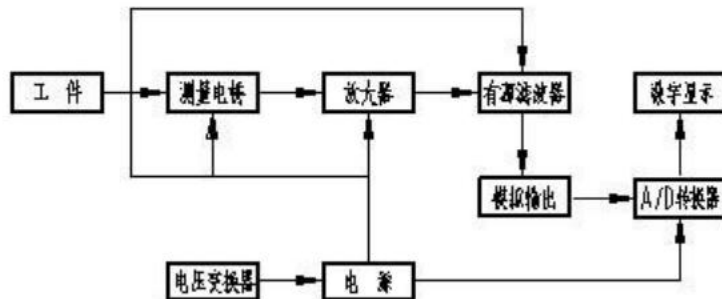 工 件
测量电桥
放大器
有源滤波器
数字显示
模拟输出
A/D转换器
电压变换器
电 源